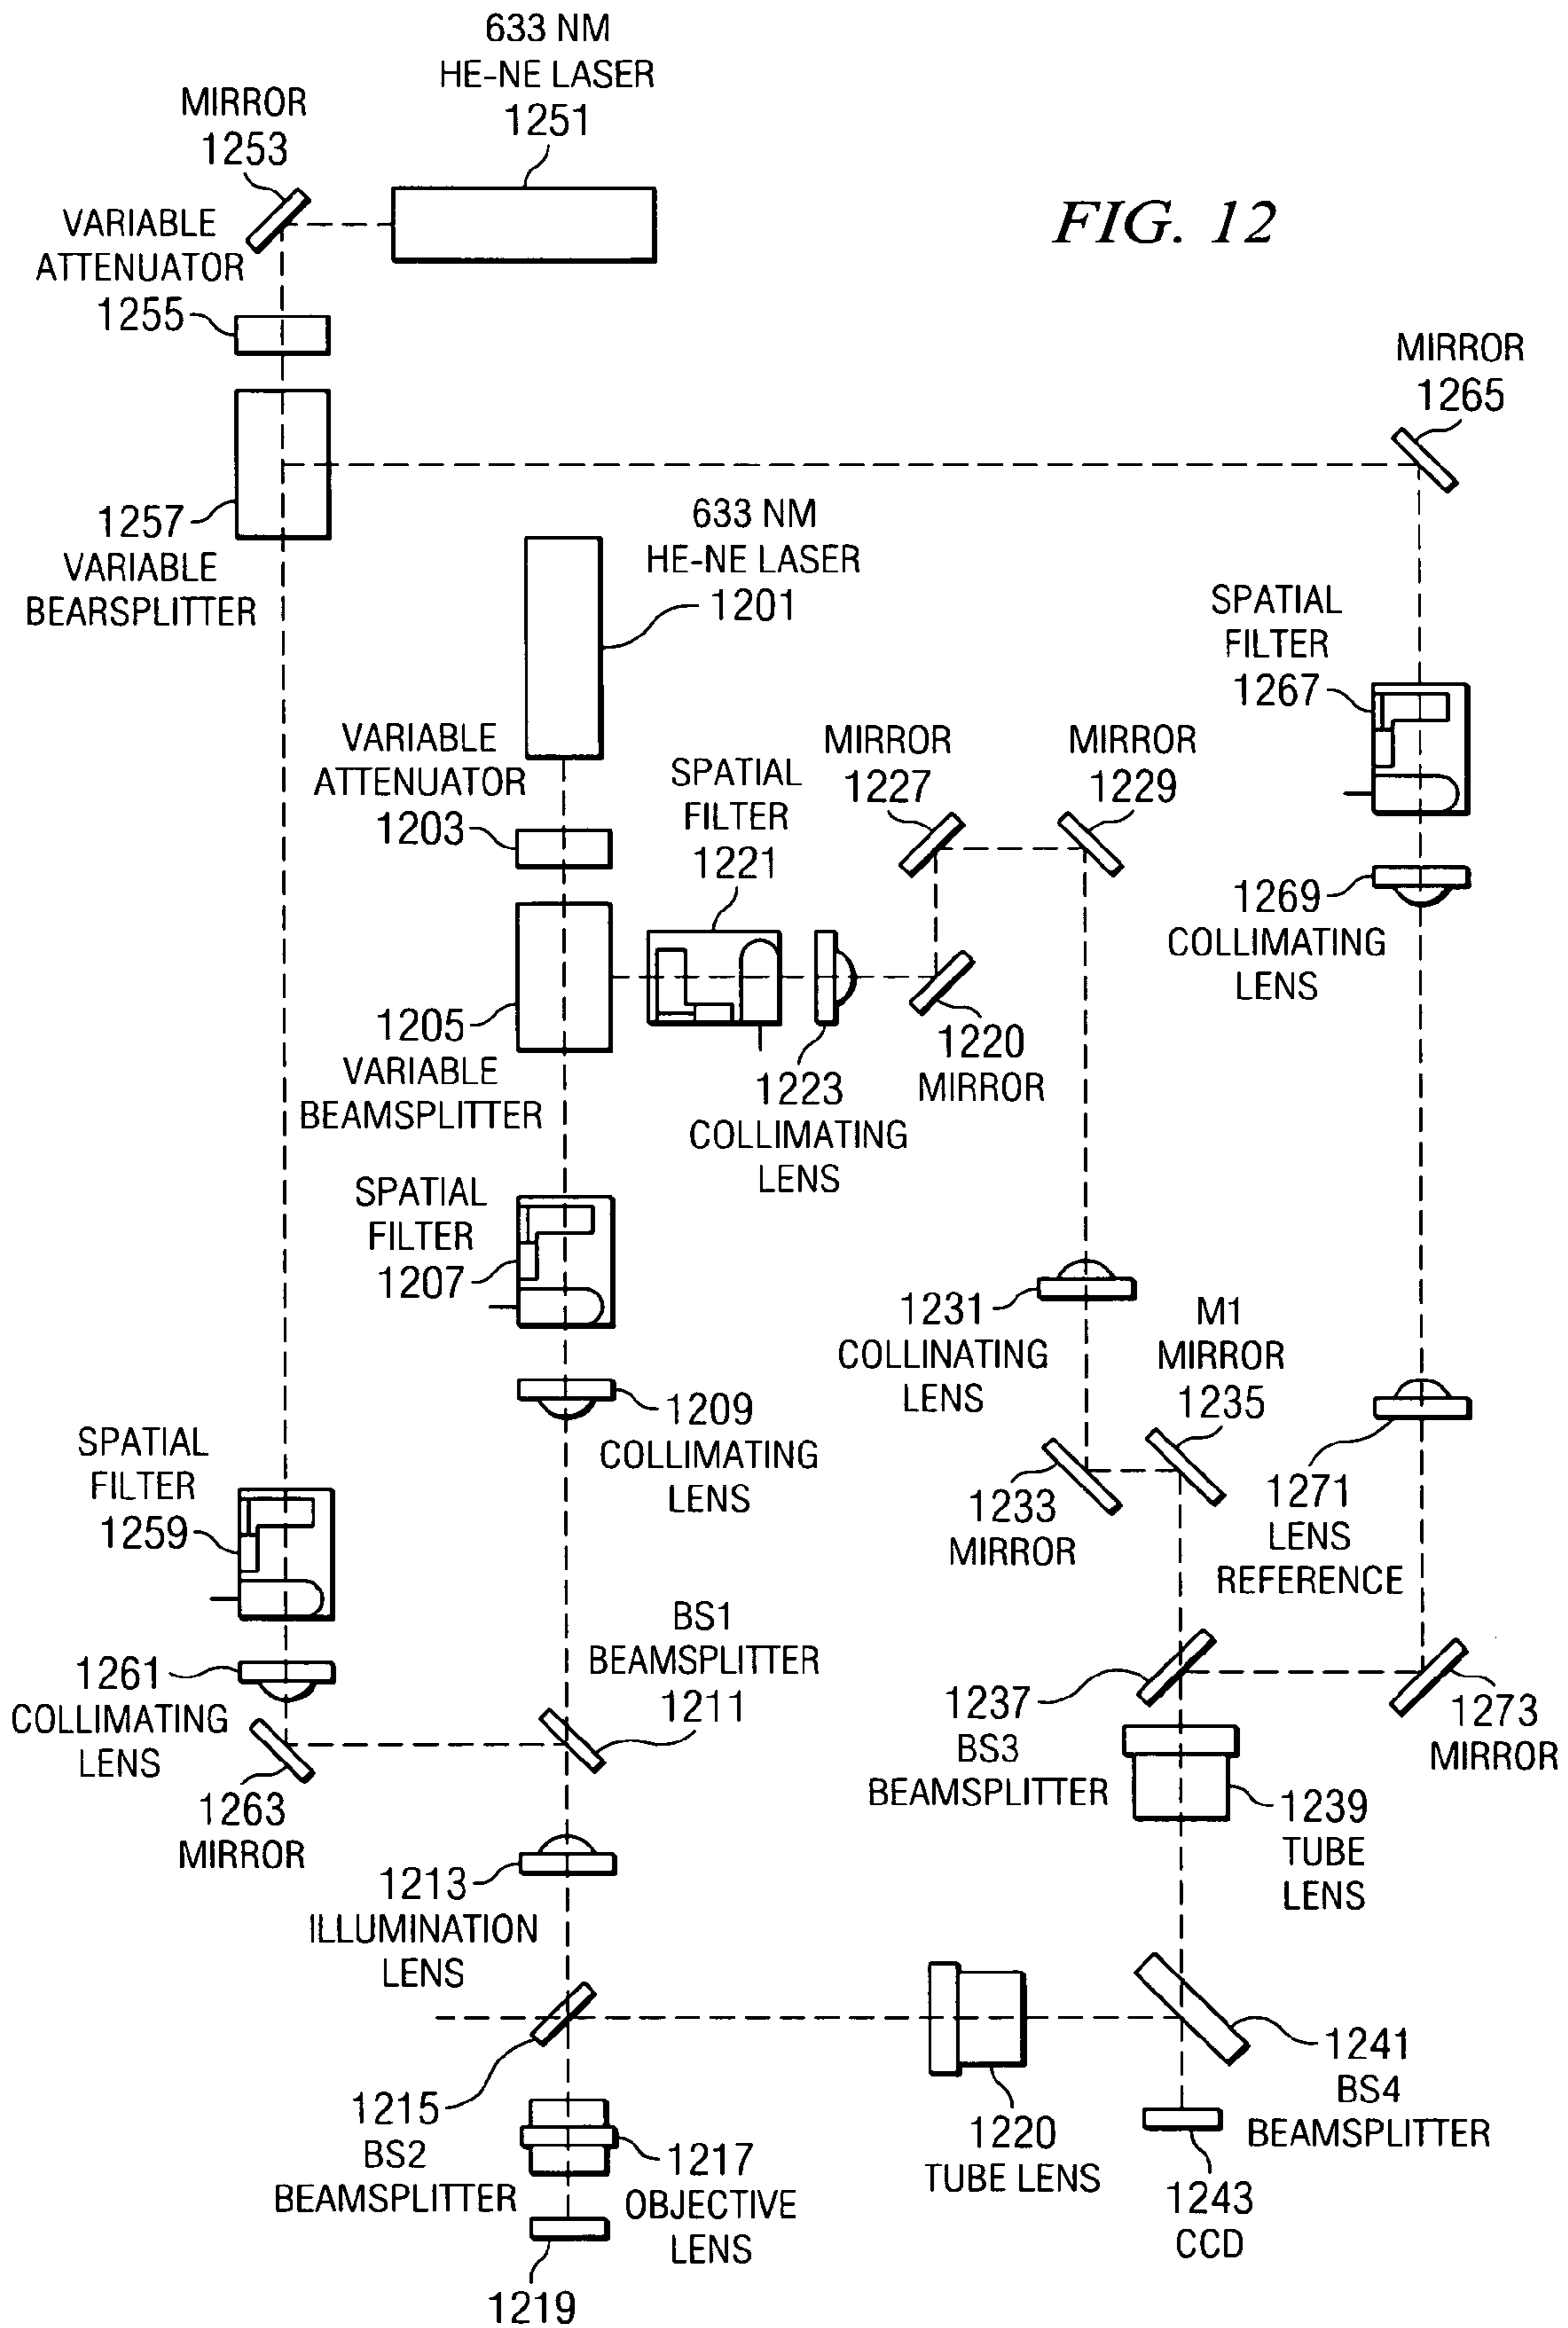 633 NM
HE-NE LASER
1251
MIRROR
1253
FIG. 12
VARIABLE
ATTENUATOR
1255
MIRROR
1265
1257
VARIABLE
BEARSPLITTER
633 NM
HE-NE LASER
1201
SPATIAL
FILTER
1267
VARIABLE
ATTENUATOR
1203
SPATIAL
FILTER
1221
MIRROR
1227
MIRROR
1229
1269
COLLIMATING
LENS
1205
VARIABLE
BEAMSPLITTER
1220
MIRROR
1223
COLLIMATING
LENS
SPATIAL
FILTER
1207
1231
COLLINATING
LENS
M1
MIRROR
1235
1209
COLLIMATING
LENS
SPATIAL
FILTER
1259
1233
MIRROR
1271
LENS
REFERENCE
BS1
BEAMSPLITTER
1211
1261
COLLIMATING
LENS
1237
BS3
BEAMSPLITTER
1273
MIRROR
1263
MIRROR
1239
TUBE
LENS
1213
ILLUMINATION
LENS
1241
BS4
BEAMSPLITTER
1215
BS2
BEAMSPLITTER
1217
OBJECTIVE
LENS
1220
TUBE LENS
1243
CCD
1219